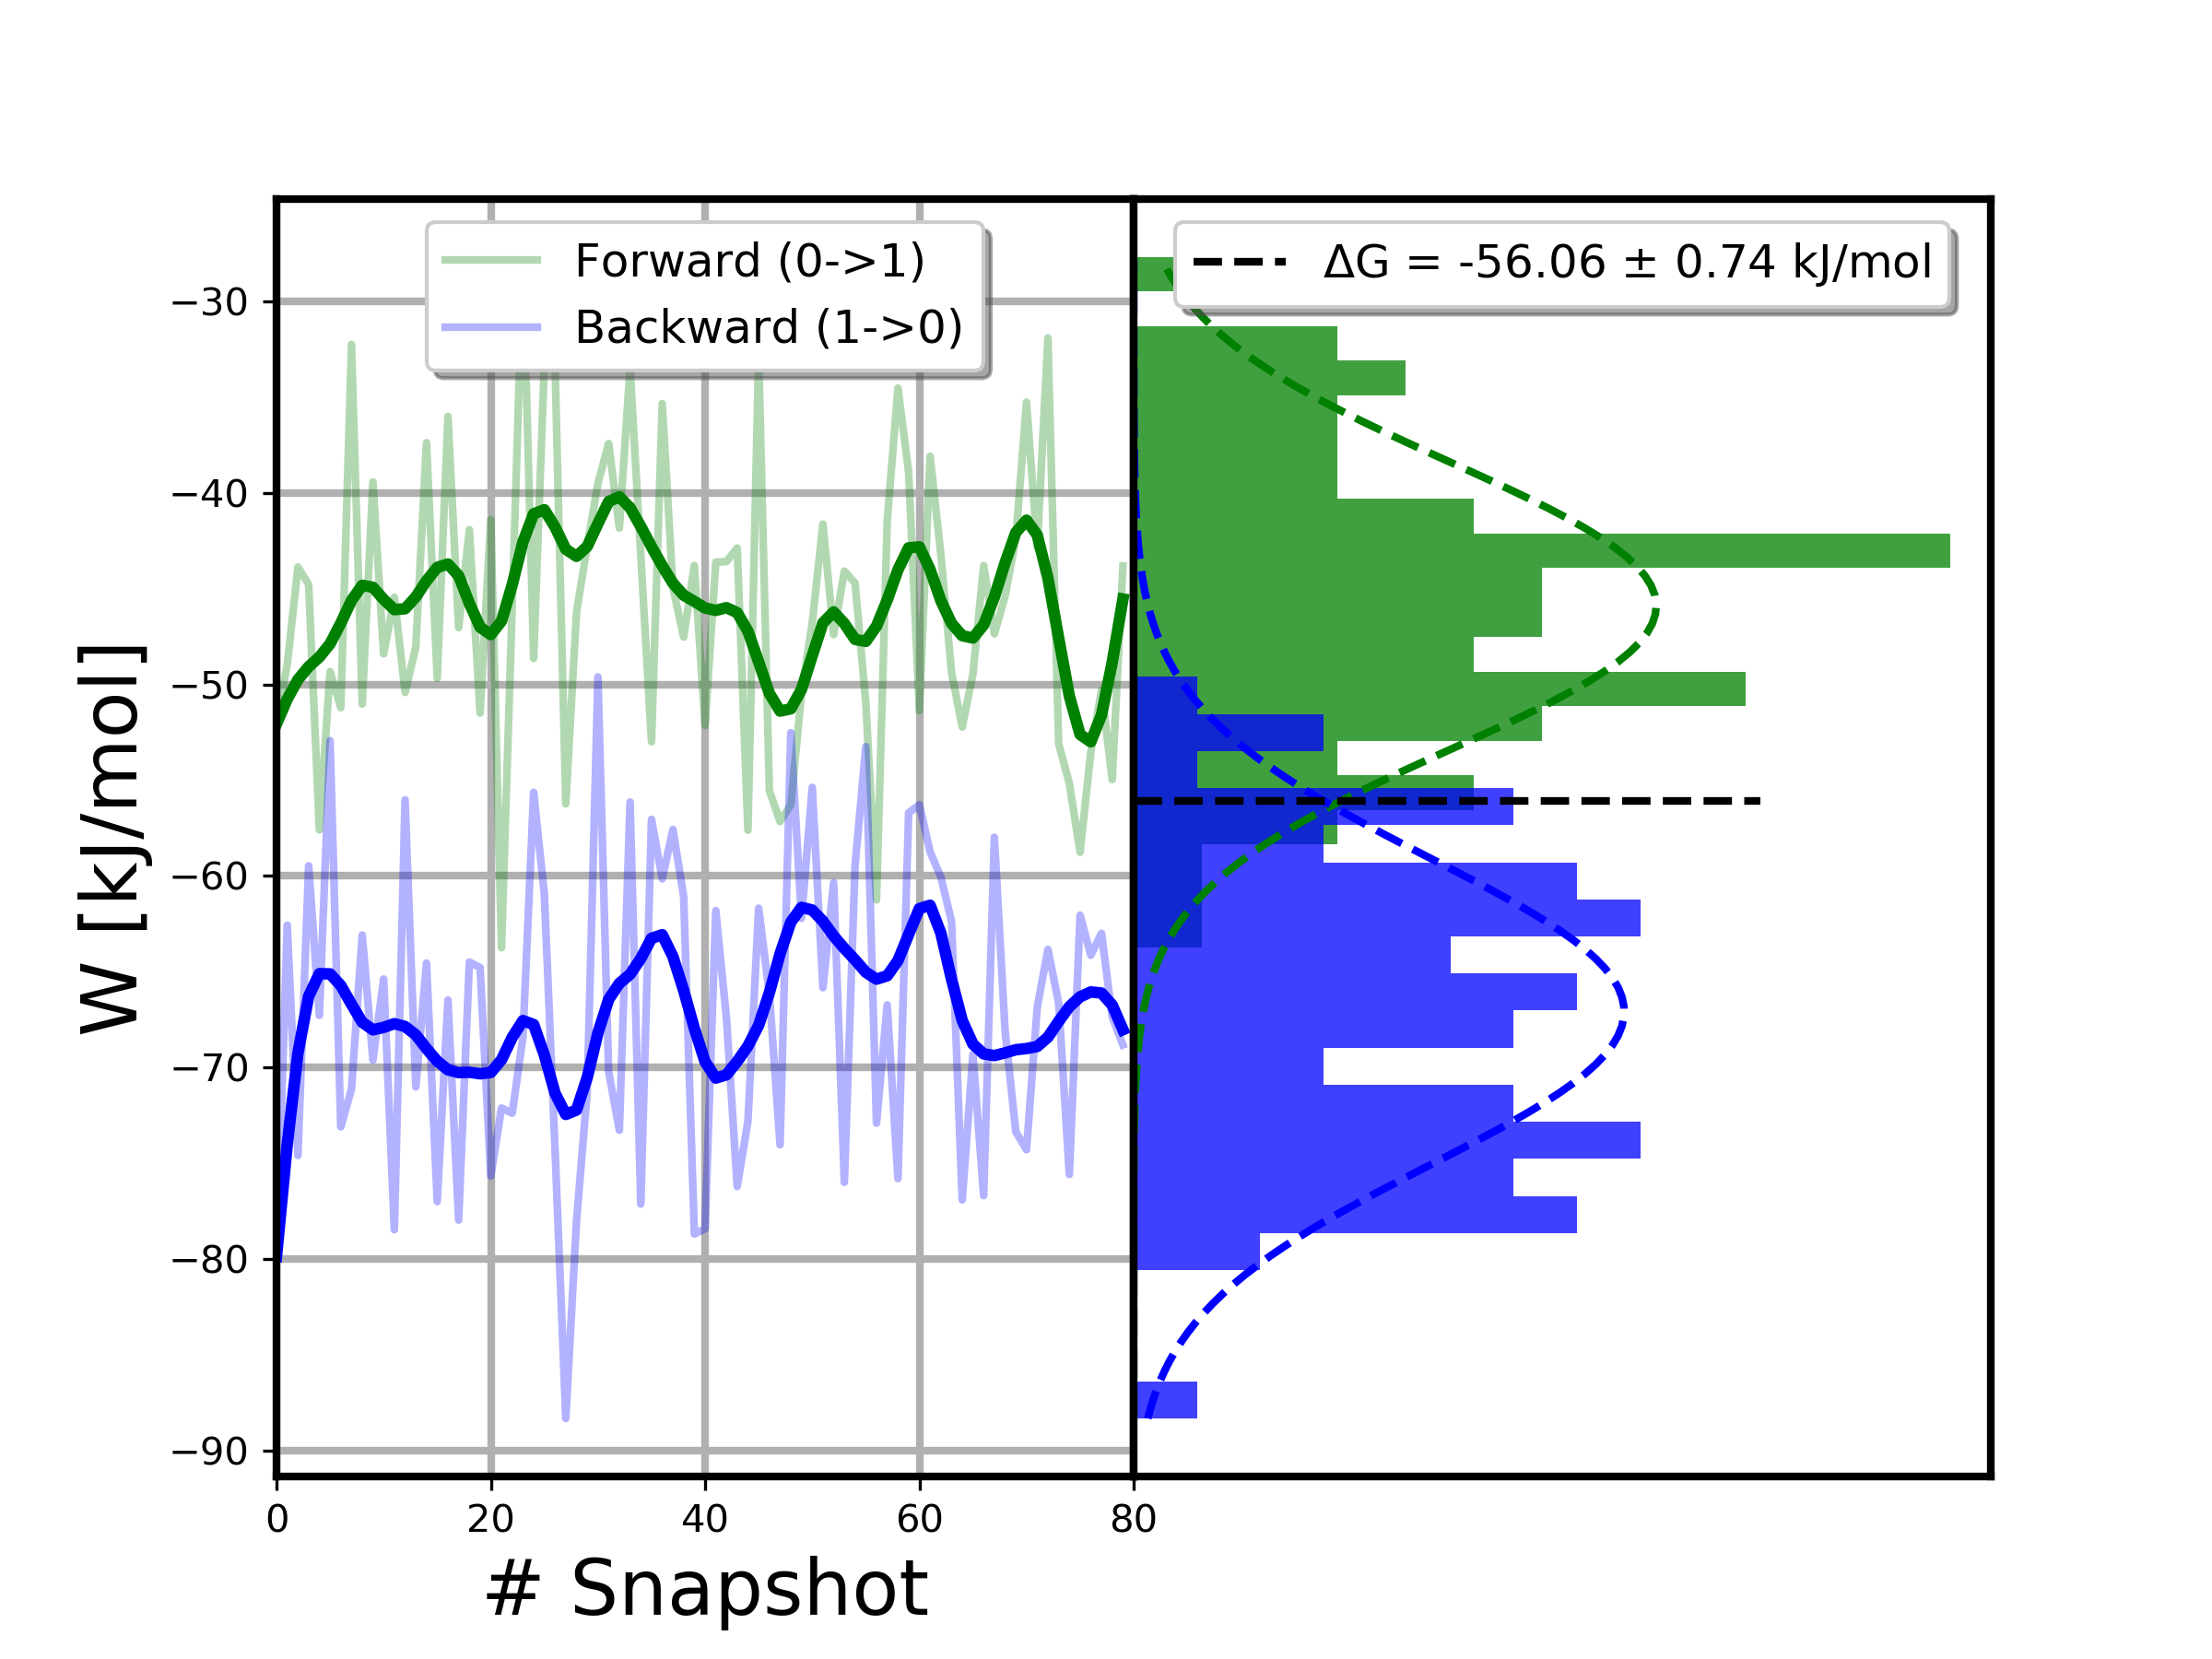 Forward (0->1)
Backward (1->0)
ΔG = -56.06 ± 0.74 kJ/mol
W [kJ/mol]
−30
−40
−50
−60
−70
−80
−90
0 20 40 60 80
# Snapshot